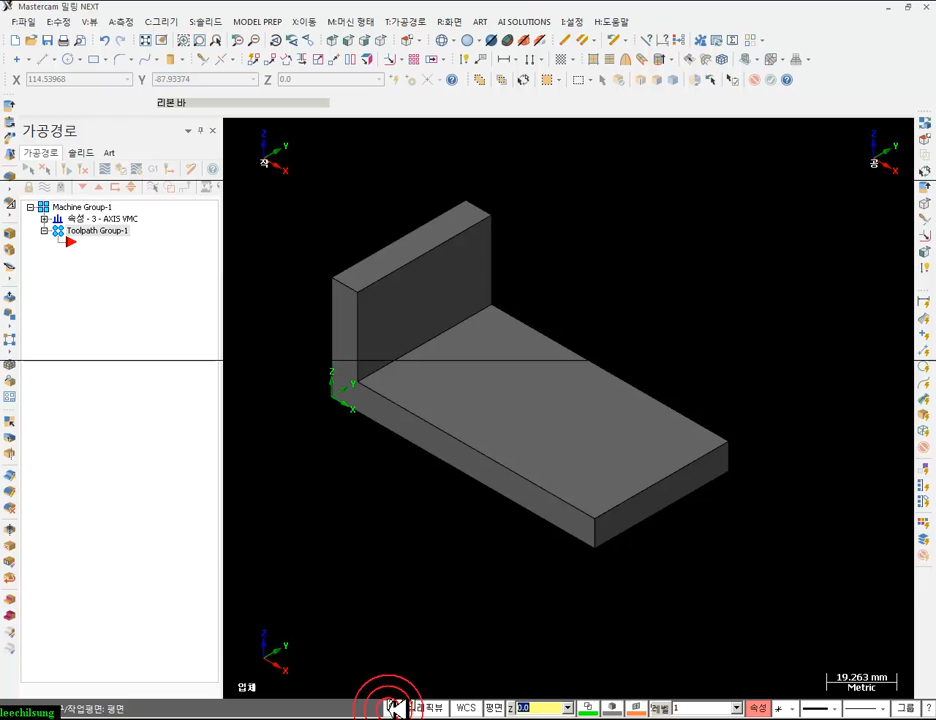 Mastercam 밀링 NEXT
F:파일 E:수정 V:뷰 A:측정 C:그리기 S:솔리드 MODEL PREP X:이동 M:머신 형태 T:가공경로 R:화면 ART AI SOLUTIONS I:설정 H:도움말
X 114.53968 Y -87.93374 Z 0.0
리본 바
가공경로
가공경로 솔리드 Art
G1
Machine Group-1
속성 - 3 - AXIS VMC
Toolpath Group-1
Z Y X
Z Y X
Z Y X
Z Y X
입체
19.263 mm
Metric
/작업평면: 평면
래픽뷰 WCS 평면 Z 0.0 레벨 1 속성 그룹 ?
leechilsung